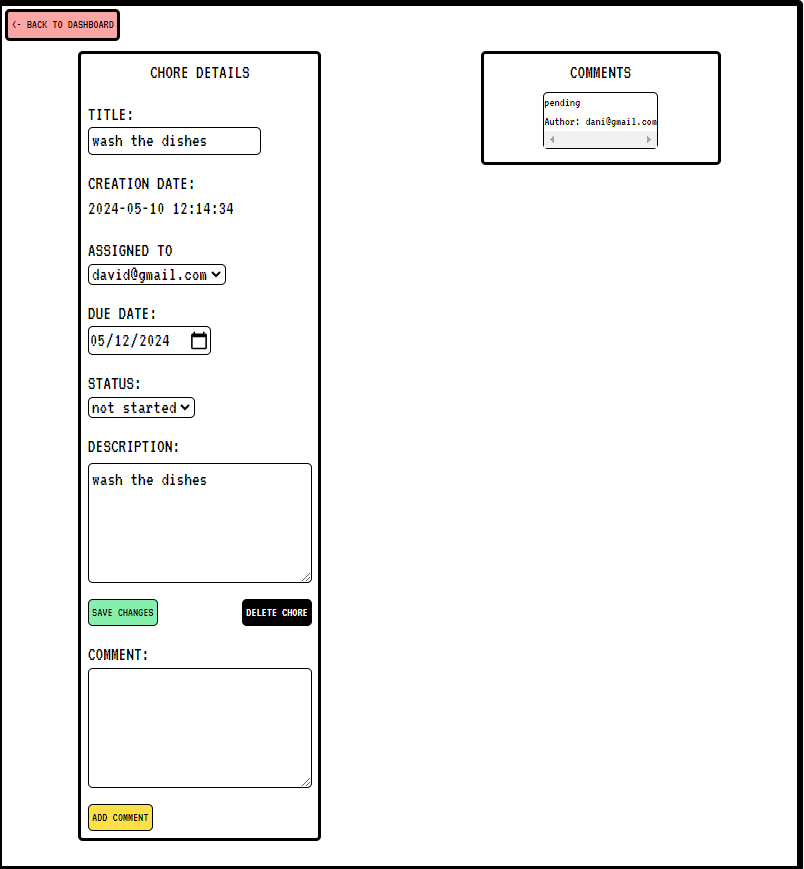 <- BACK TO DASHBOARD
CHORE DETAILS
TITLE:
wash the dishes
CREATION DATE:
2024-05-10 12:14:34
ASSIGNED TO
david@gmail.com
DUE DATE:
05/12/2024
STATUS:
not started
DESCRIPTION:
wash the dishes
SAVE CHANGES
DELETE CHORE
COMMENT:
ADD COMMENT
COMMENTS
pending
Author: dani@gmail.com